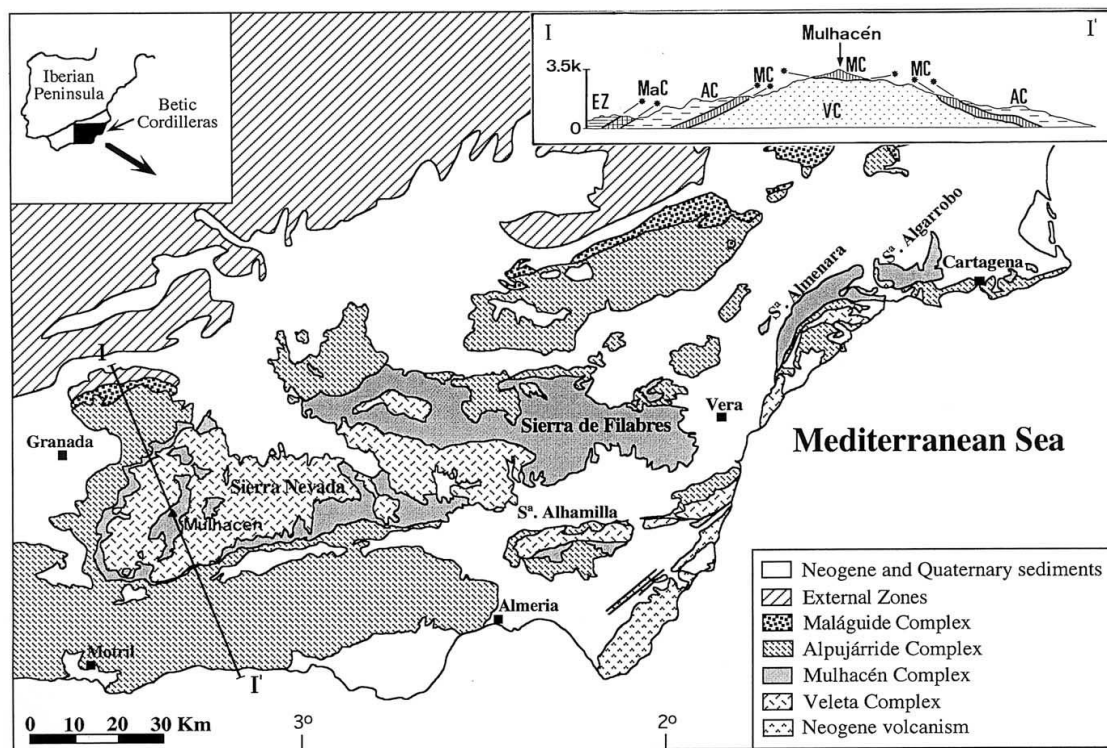 Iberian
Peninsula
Betic
Cordilleras
I
I'
Mulhacén
3.5k
0
EZ
MaC
AC
MC
MC
MC
AC
VC
Sª. Algarrobo
Sª. Almenara
Cartagena
I
Granada
Sierra de Filabres
Vera
Mediterranean Sea
Sierra Nevada
Mulhacén
Sª. Alhamilla
Almeria
Motril
I'
0 10 20 30 Km
3º
2º
Neogene and Quaternary sediments
External Zones
Maláguide Complex
Alpujárride Complex
Mulhacén Complex
Veleta Complex
Neogene volcanism